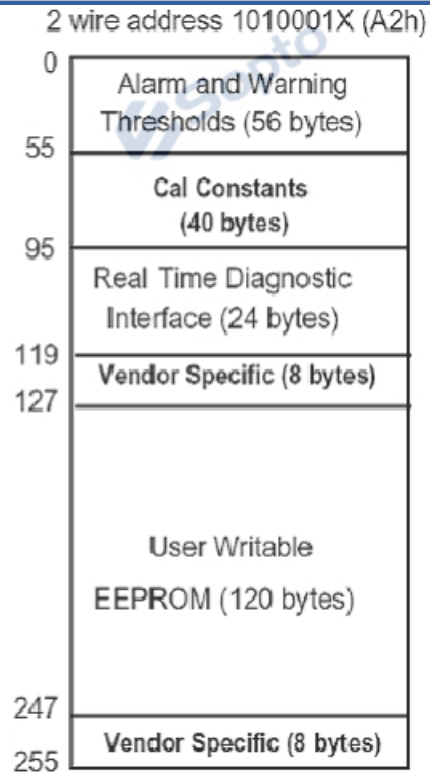 2 wire address 1010001X (A2h)
Sopto
0
Alarm and Warning
Thresholds (56 bytes)
55
Cal Constants
(40 bytes)
95
Real Time Diagnostic
Interface (24 bytes)
119
Vendor Specific (8 bytes)
127
User Writable
EEPROM (120 bytes)
247
Vendor Specific (8 bytes)
255